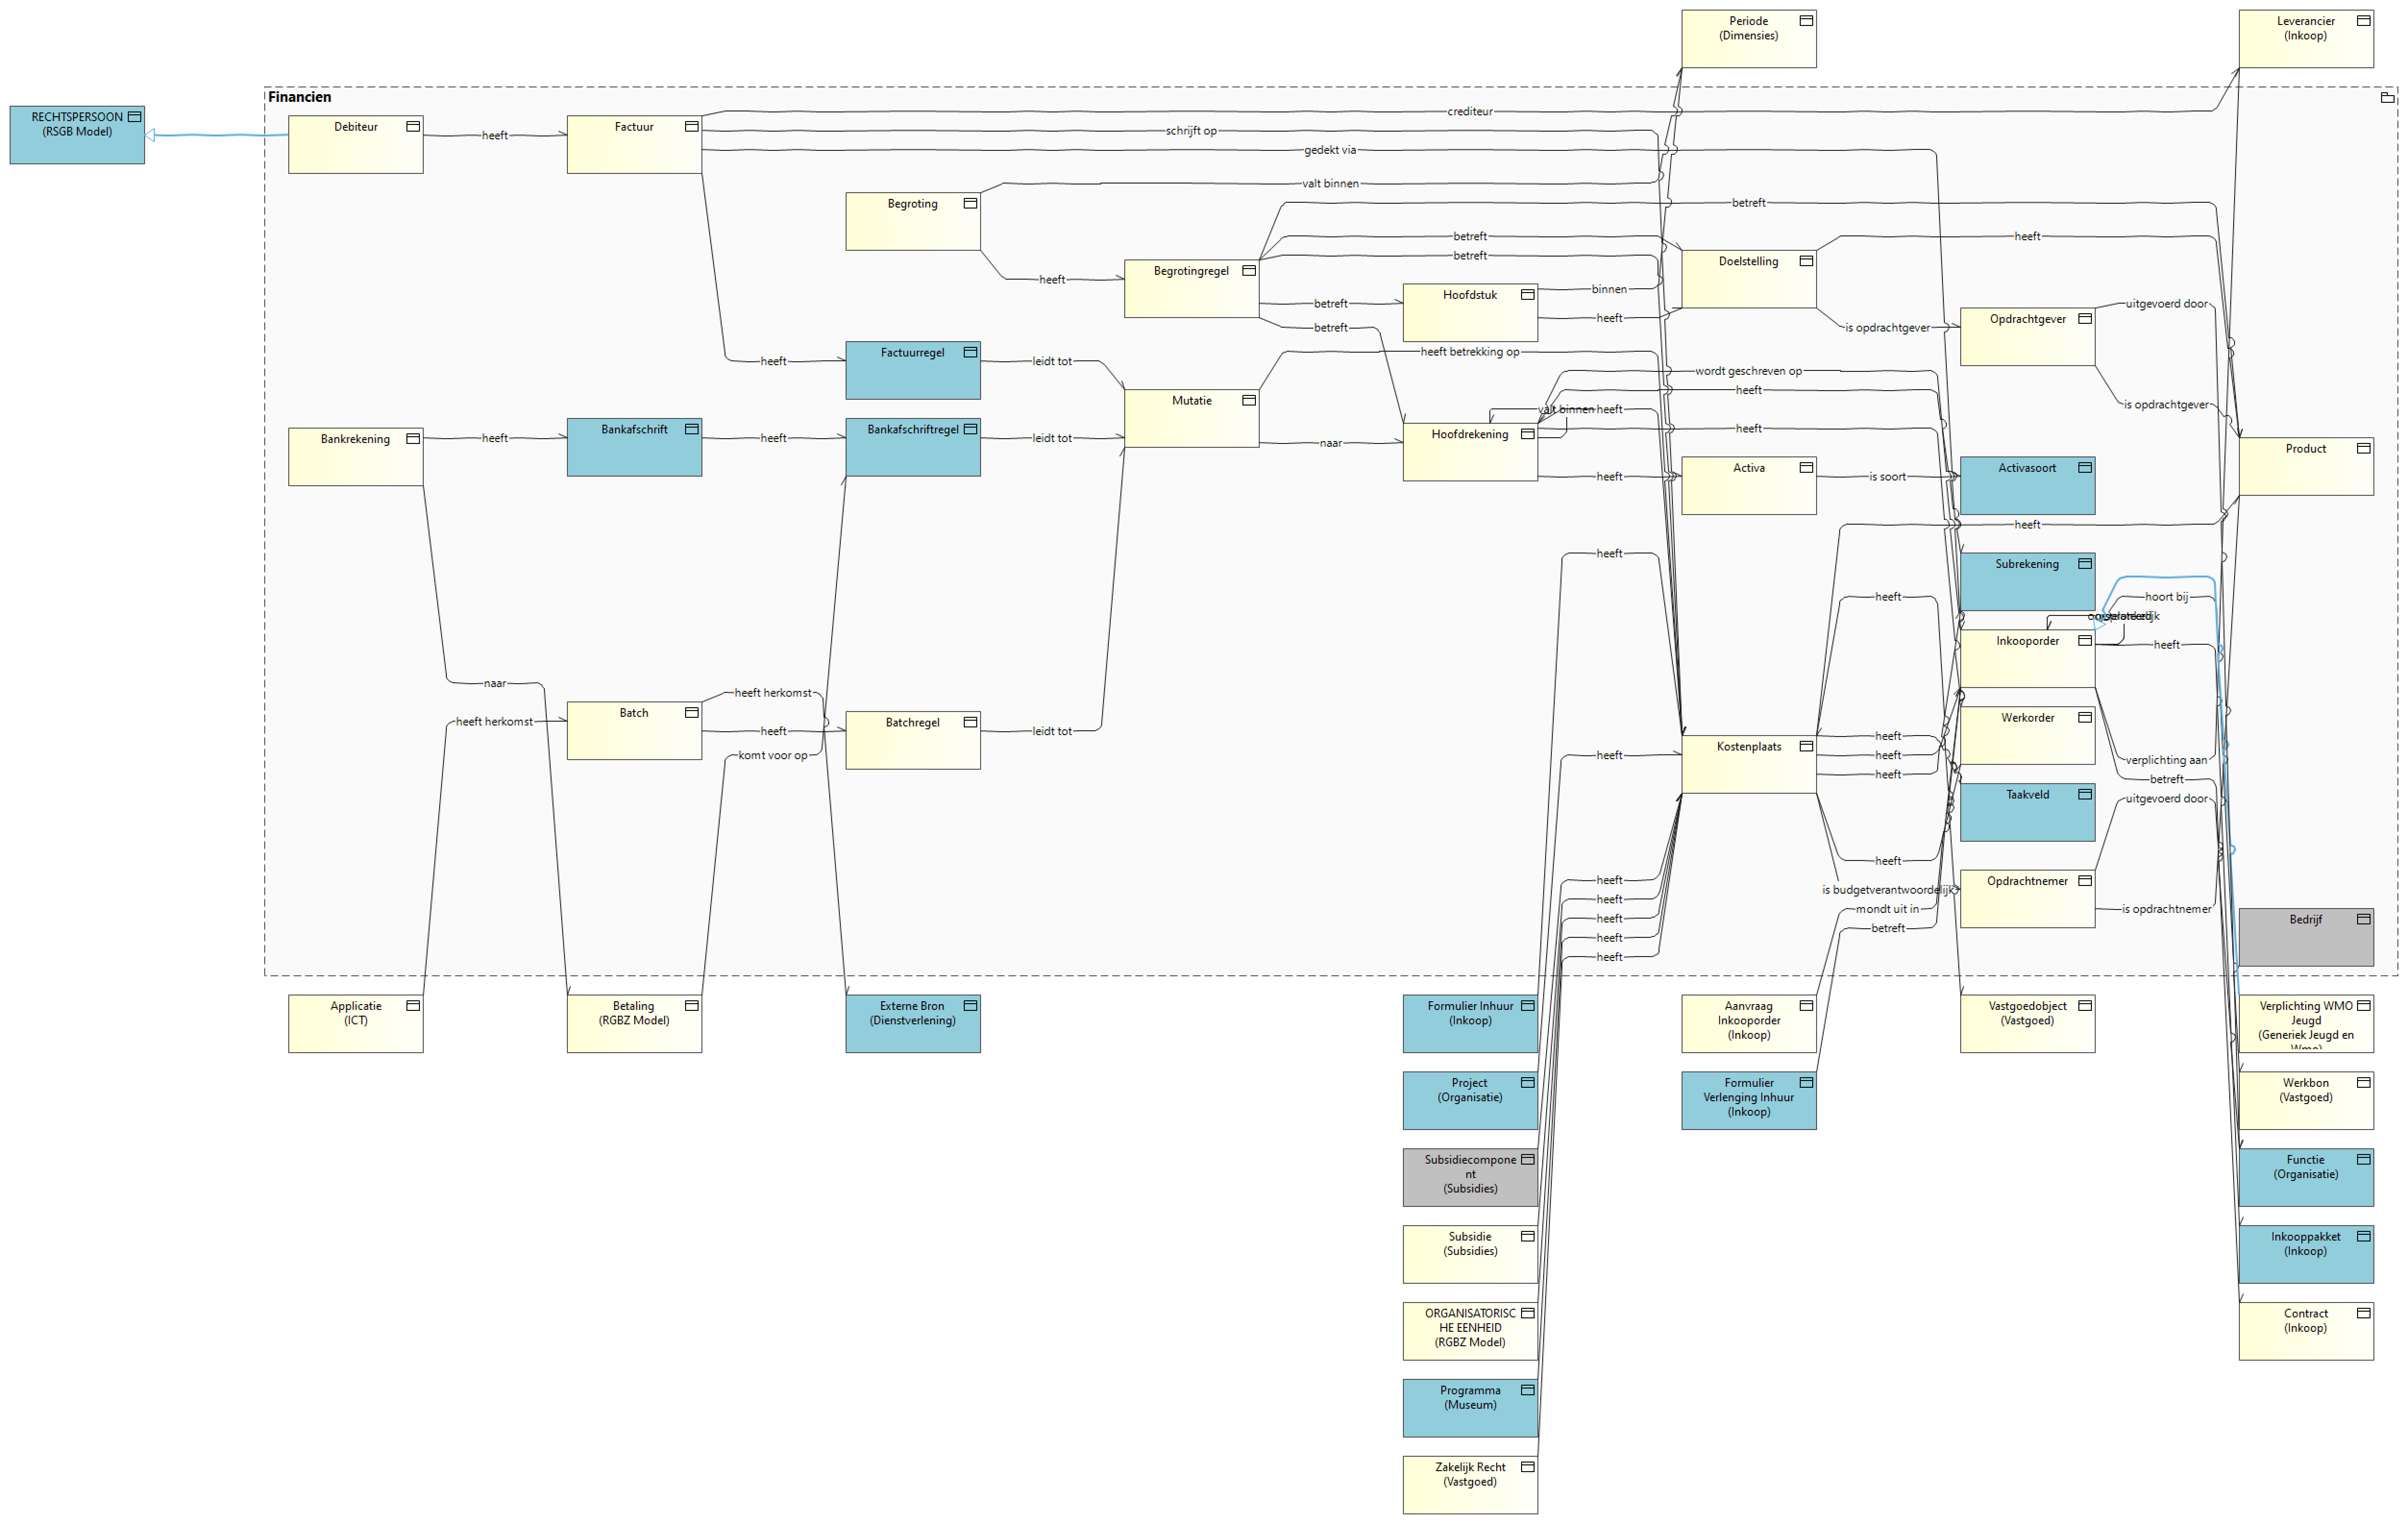 Periode
(Dimensies)
Leverancier
(Inkoop)
Financien
RECHTSPERSOON
(RSGB Model)
Debiteur
heeft
Factuur
crediteur
schrijft op
gedekt via
valt binnen
Begroting
betreft
heeft
Begrotingregel
betreft
betreft
betreft
betreft
Hoofdstuk
binnen
heeft
Doelstelling
heeft
is opdrachtgever
Opdrachtgever
uitgevoerd door
is opdrachtgever
heeft
Factuurregel
leidt tot
heeft betrekking op
Mutatie
wordt geschreven op
heeft
valt binnen
heeft
heeft
Bankrekening
heeft
Bankafschrift
heeft
Bankafschriftregel
leidt tot
naar
Hoofdrekening
heeft
Activa
is soort
Activasoort
Product
heeft
heeft
Subrekening
heeft
hoort bij
Inkooporder
heeft
naar
heeft herkomst
heeft herkomst
Batch
heeft
Batchregel
leidt tot
komt voor op
Werkorder
heeft
Kostenplaats
heeft
heeft
heeft
verplichting aan
betreft
uitgevoerd door
Taakveld
heeft
heeft
heeft
heeft
heeft
heeft
is budgetverantwoordelijk
mondt uit in
betreft
Opdrachtnemer
is opdrachtnemer
Bedrijf
Applicatie
(ICT)
Betaling
(RGBZ Model)
Externe Bron
(Dienstverlening)
Formulier Inhuur
(Inkoop)
Aanvraag
Inkooporder
(Inkoop)
Vastgoedobject
(Vastgoed)
Verplichting WMO
Jeugd
(Generiek Jeugd en
Project
(Organisatie)
Formulier
Verlenging Inhuur
(Inkoop)
Werkbon
(Vastgoed)
Subsidiecompone
nt
(Subsidies)
Functie
(Organisatie)
Subsidie
(Subsidies)
Inkooppakket
(Inkoop)
ORGANISATORISC
HE EENHEID
(RGBZ Model)
Contract
(Inkoop)
Programma
(Museum)
Zakelijk Recht
(Vastgoed)